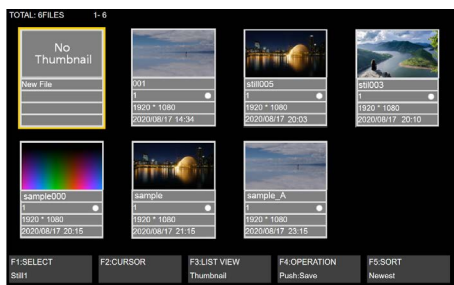 TOTAL: 6FILES 1- 6
No
Thumbnail
New File
001
1
1920 * 1080
2020/08/17 14:34
still005
1
1920 * 1080
2020/08/17 20:03
stil003
1
1920 * 1080
2020/08/17 20:10
sample000
1
1920 * 1080
2020/08/17 20:15
sample
1
1920 * 1080
2020/08/17 21:15
sample_A
1
1920 * 1080
2020/08/17 23:15
F1:SELECT
Still1
F2:CURSOR
F3:LIST VIEW
Thumbnail
F4:OPERATION
Push:Save
F5:SORT
Newest